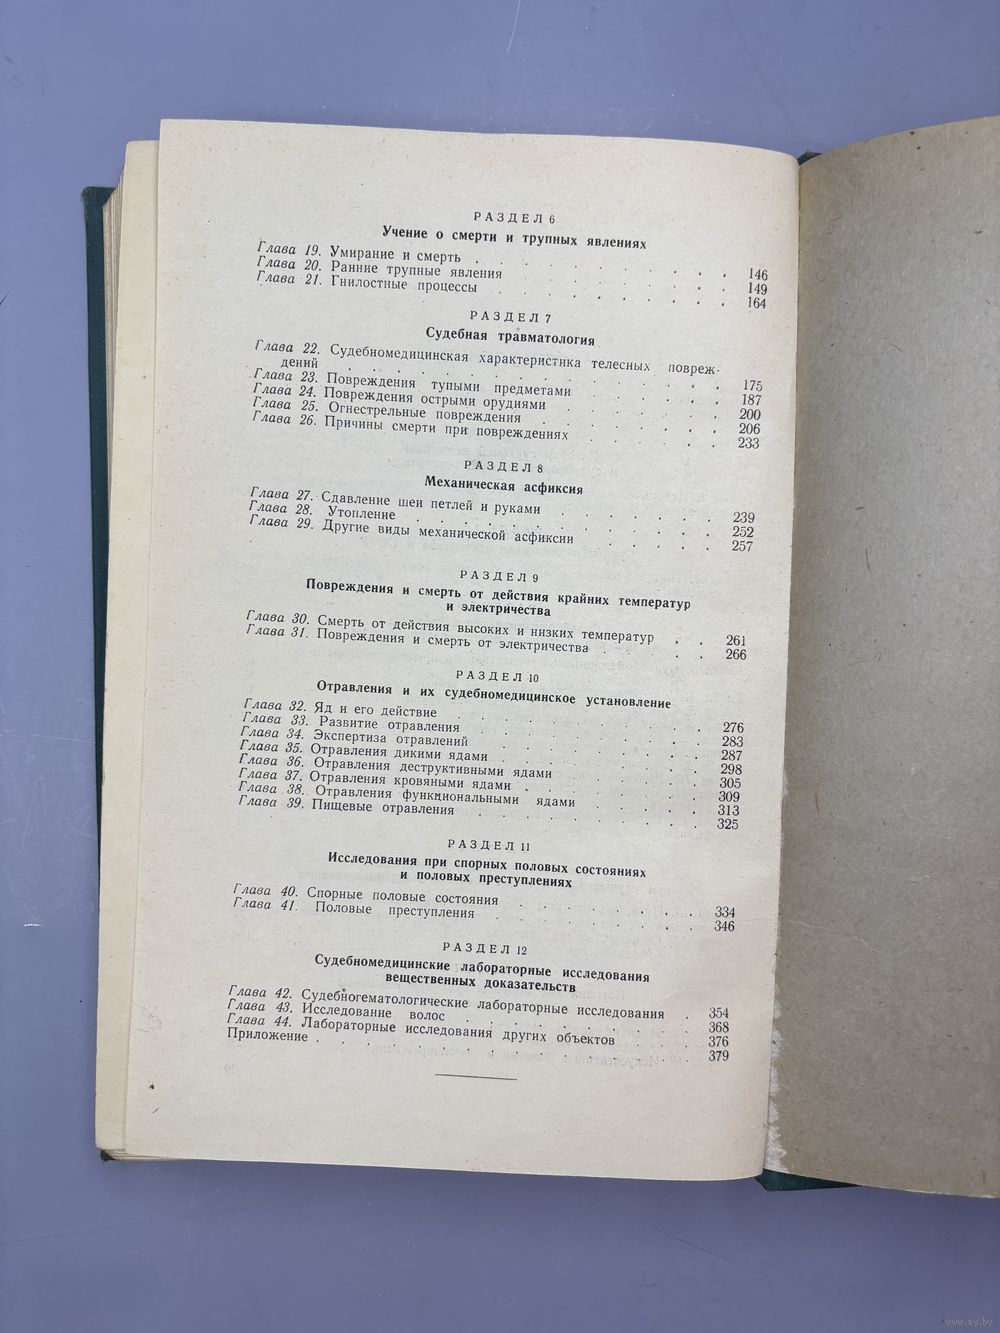 РАЗДЕЛ 6
Учение о смерти и трупных явлениях
Глава 19. Умирание и смерть . . . . . . . . . . 146
Глава 20. Ранние трупные явления . . . . . . . . 149
Глава 21. Гнилостные процессы . . . . . . . . . 164
РАЗДЕЛ 7
Судебная травматология
Глава 22. Судебномедицинская характеристика телесных повреж-
дений . . . . . . . . . . . . 175
Глава 23. Повреждения тупыми предметами . . . . . 187
Глава 24. Повреждения острыми орудиями . . . . . . 200
Глава 25. Огнестрельные повреждения . . . . . . . 206
Глава 26. Причины смерти при повреждениях . . . . . 233
РАЗДЕЛ 8
Механическая асфиксия
Глава 27. Сдавление шеи петлей и руками . . . . . . 239
Глава 28. Утопление . . . . . . . . . . . 252
Глава 29. Другие виды механической асфиксии . . . . . 257
РАЗДЕЛ 9
Повреждения и смерть от действия крайних температур
и электричества
Глава 30. Смерть от действия высоких и низких температур . . 261
Глава 31. Повреждения и смерть от электричества . . . . . 266
РАЗДЕЛ 10
Отравления и их судебномедицинское установление
Глава 32. Яд и его действие . . . . . . . . . . 276
Глава 33. Развитие отравления . . . . . . . . . 283
Глава 34. Экспертиза отравлений . . . . . . . . 287
Глава 35. Отравления дикими ядами . . . . . . . 298
Глава 36. Отравления деструктивными ядами . . . . . 305
Глава 37. Отравления кровяными ядами . . . . . . . 309
Глава 38. Отравления функциональными ядами . . . . 313
Глава 39. Пищевые отравления . . . . . . . . . 325
РАЗДЕЛ 11
Исследования при спорных половых состояниях
и половых преступлениях
Глава 40. Спорные половые состояния . . . . . . . 334
Глава 41. Половые преступления . . . . . . . . 346
РАЗДЕЛ 12
Судебномедицинские лабораторные исследования
вещественных доказательств
Глава 42. Судебногематологические лабораторные исследования . 354
Глава 43. Исследование волос . . . . . . . . . 368
Глава 44. Лабораторные исследования других объектов . . . 376
Приложение . . . . . . . . . . . . . . 379
www.ay.by